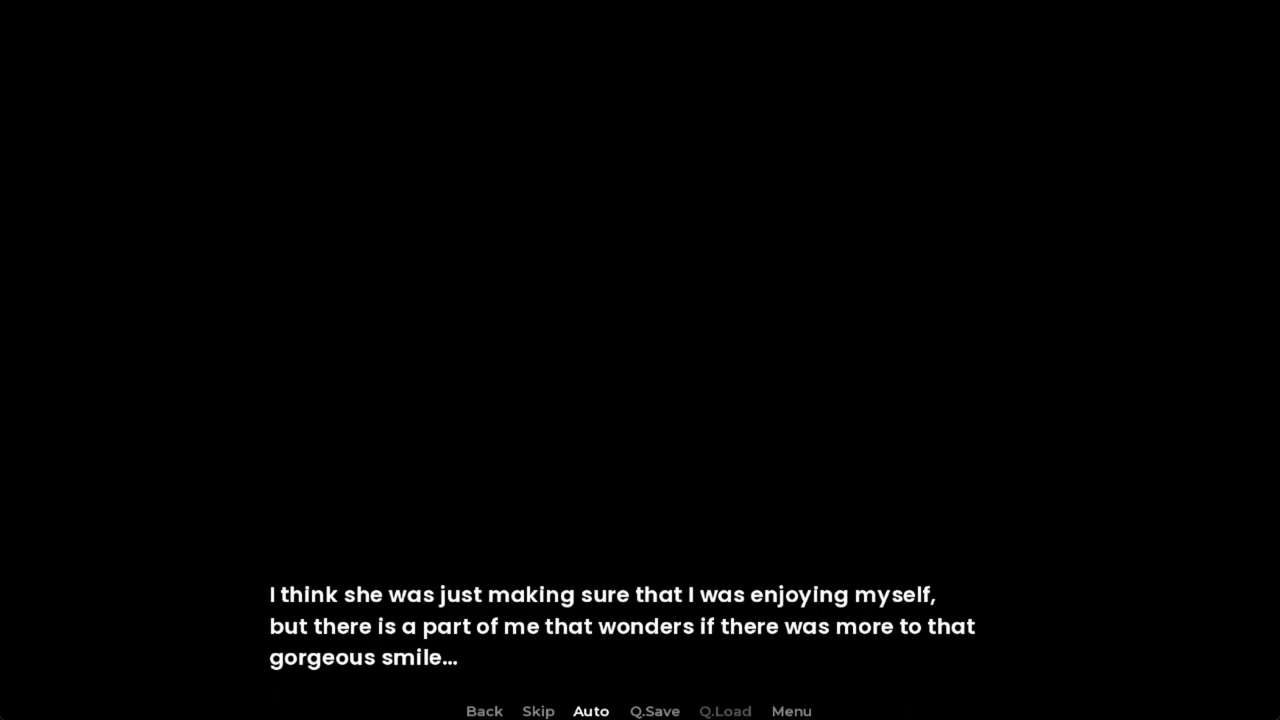 I think she was just making sure that I was enjoying myself,
but there is a part of me that wonders if there was more to that
gorgeous smile...
Back Skip Auto Q.Save Q.Load Menu